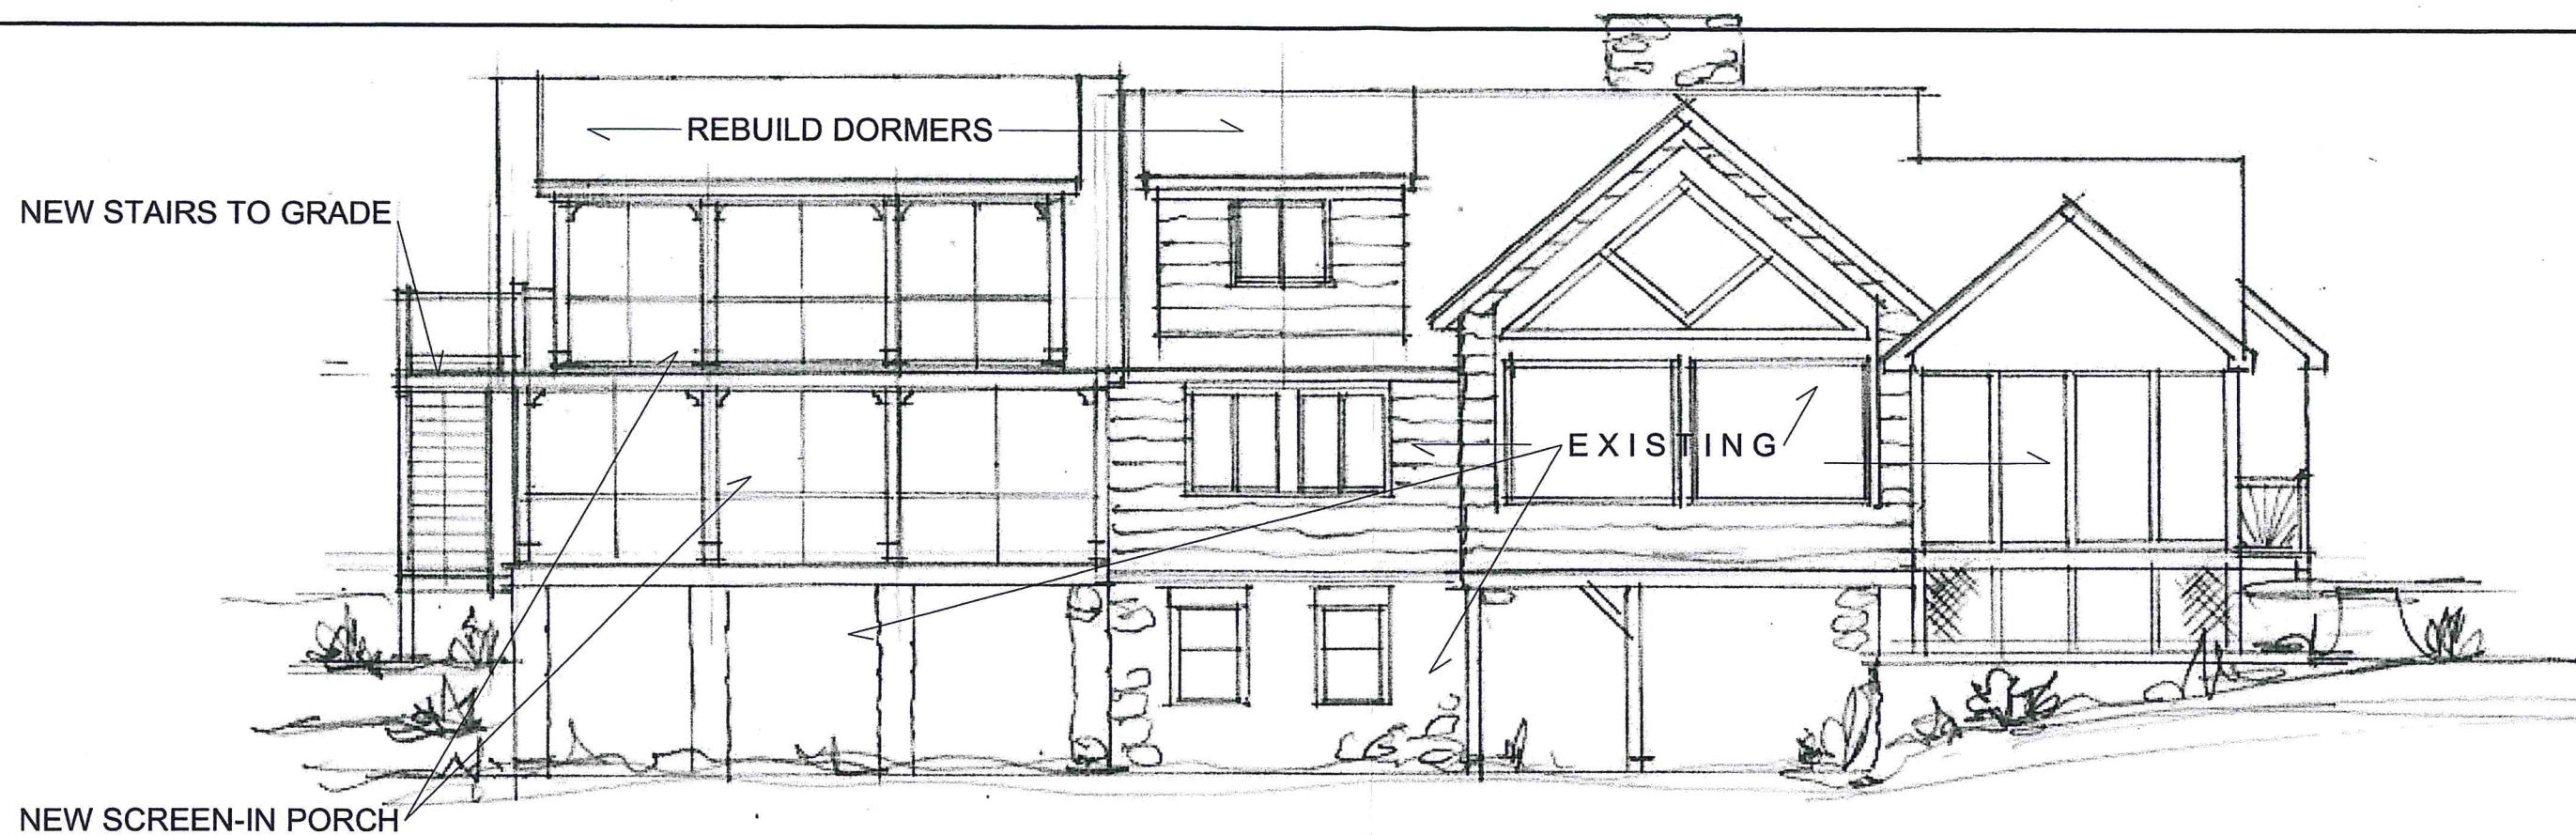 REBUILD DORMERS
NEW STAIRS TO GRADE
EXISTING
NEW SCREEN-IN PORCH